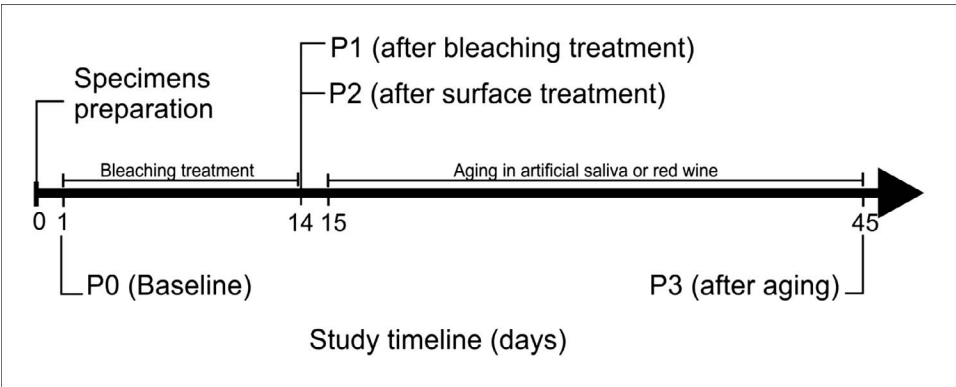 P1 (after bleaching treatment)
Specimens
preparation
P2 (after surface treatment)
Bleaching treatment
Aging in artificial saliva or red wine
0 1 14 15 45
P0 (Baseline)
P3 (after aging)
Study timeline (days)